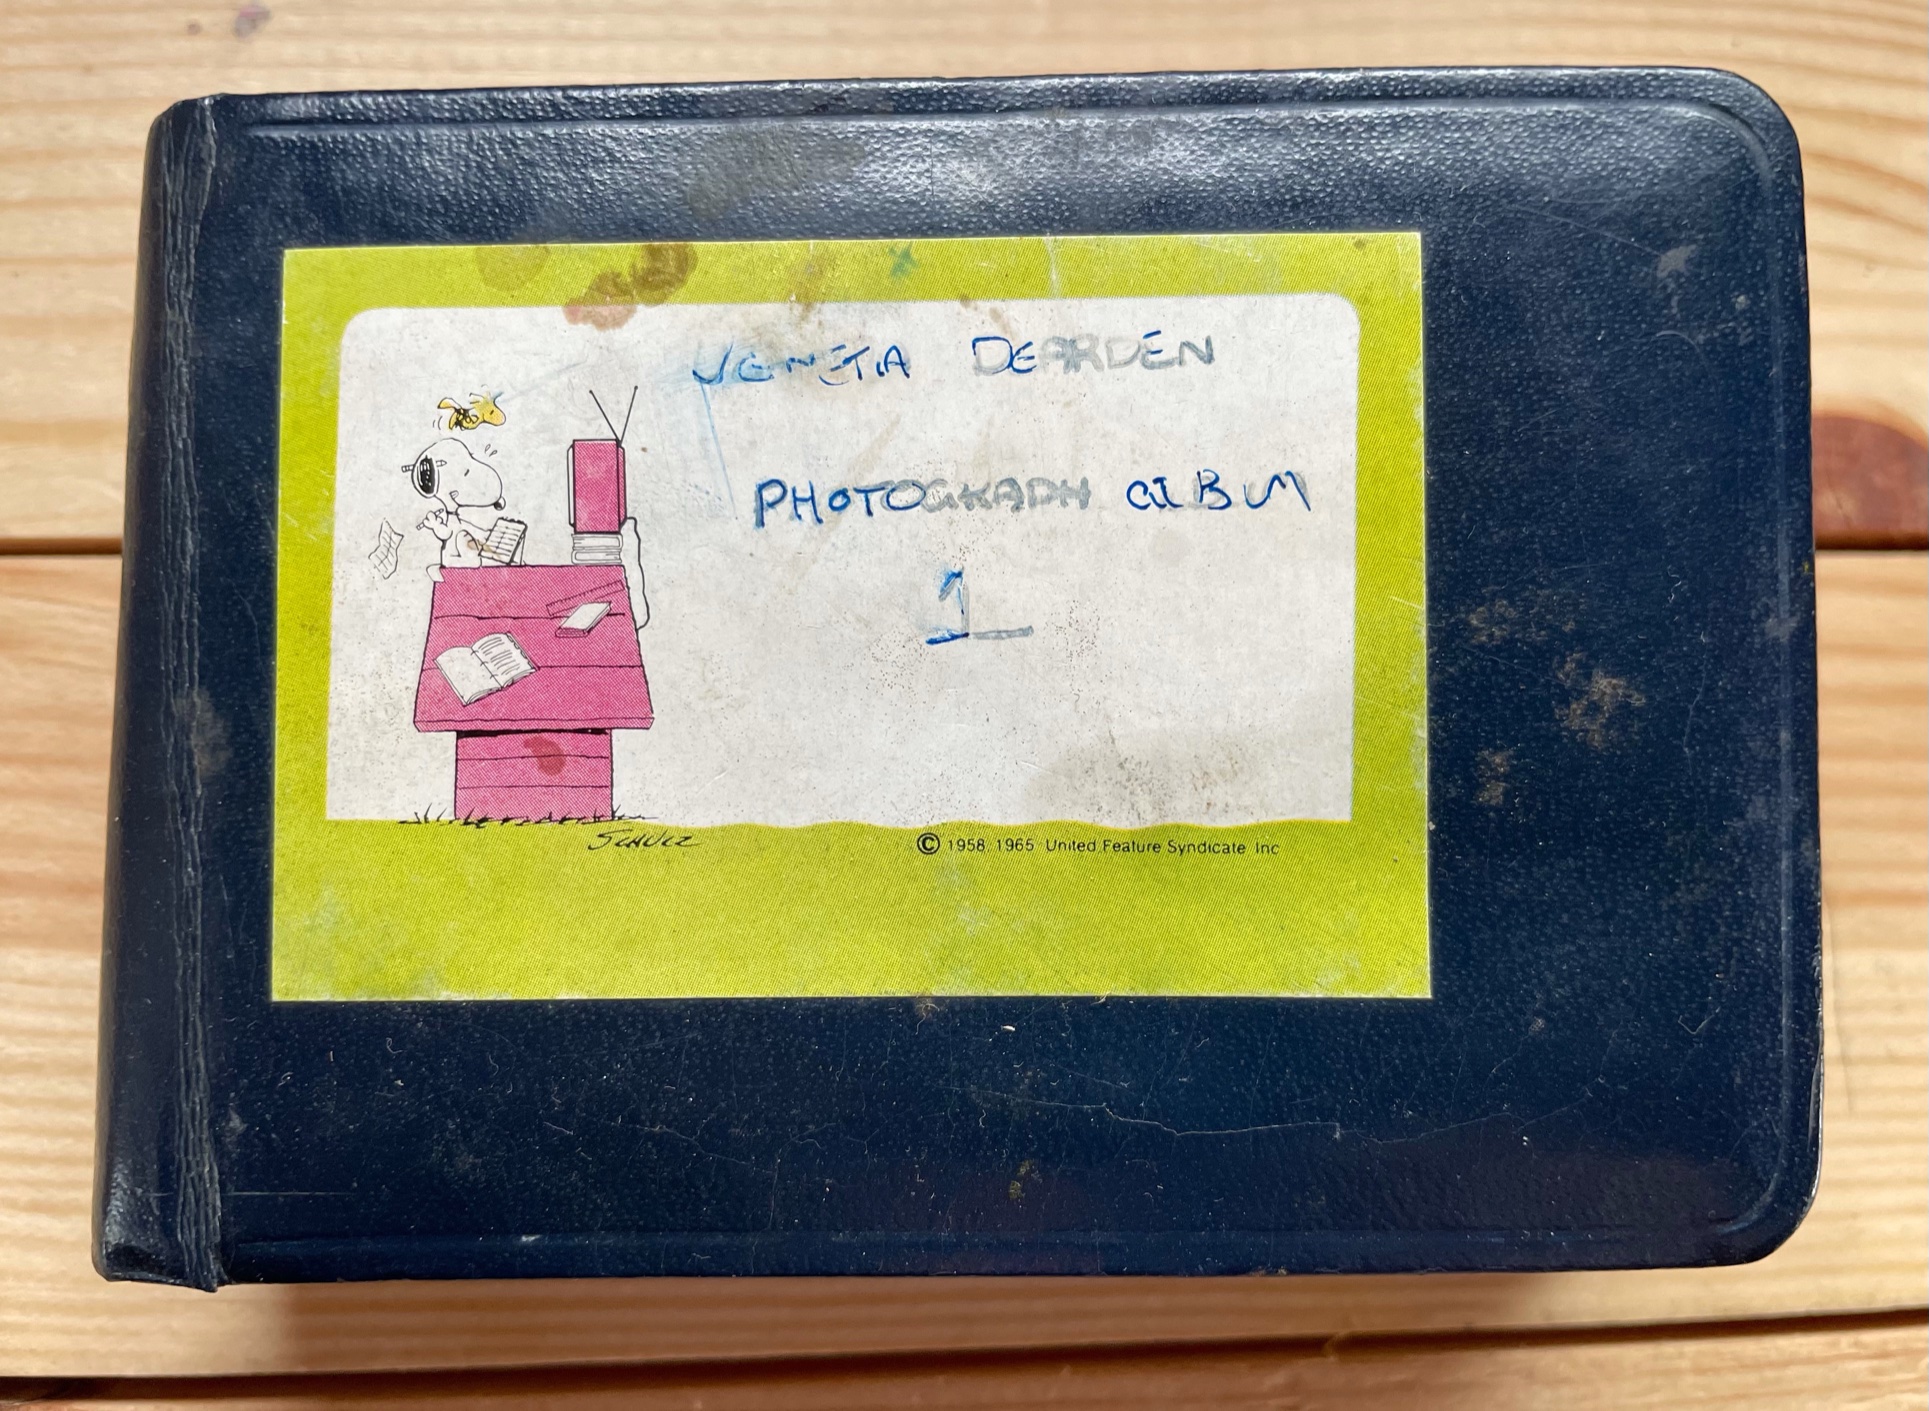 VENETIA DEARDEN
PHOTOGRAPH ALBUM
1
SCHULZ
© 1958, 1965 United Feature Syndicate Inc